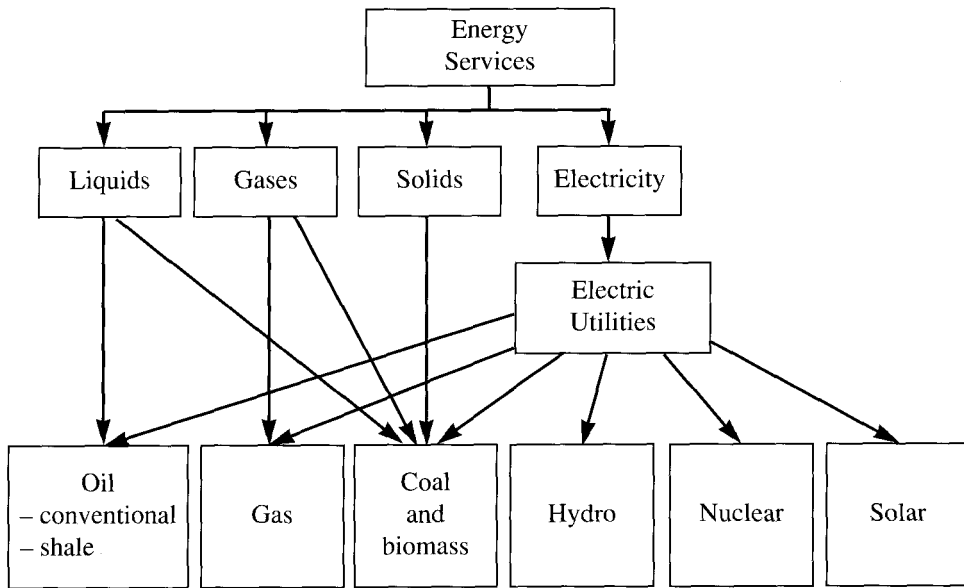 Energy
Services
Liquids
Gases
Solids
Electricity
Electric
Utilities
Oil
– conventional
– shale
Gas
Coal
and
biomass
Hydro
Nuclear
Solar